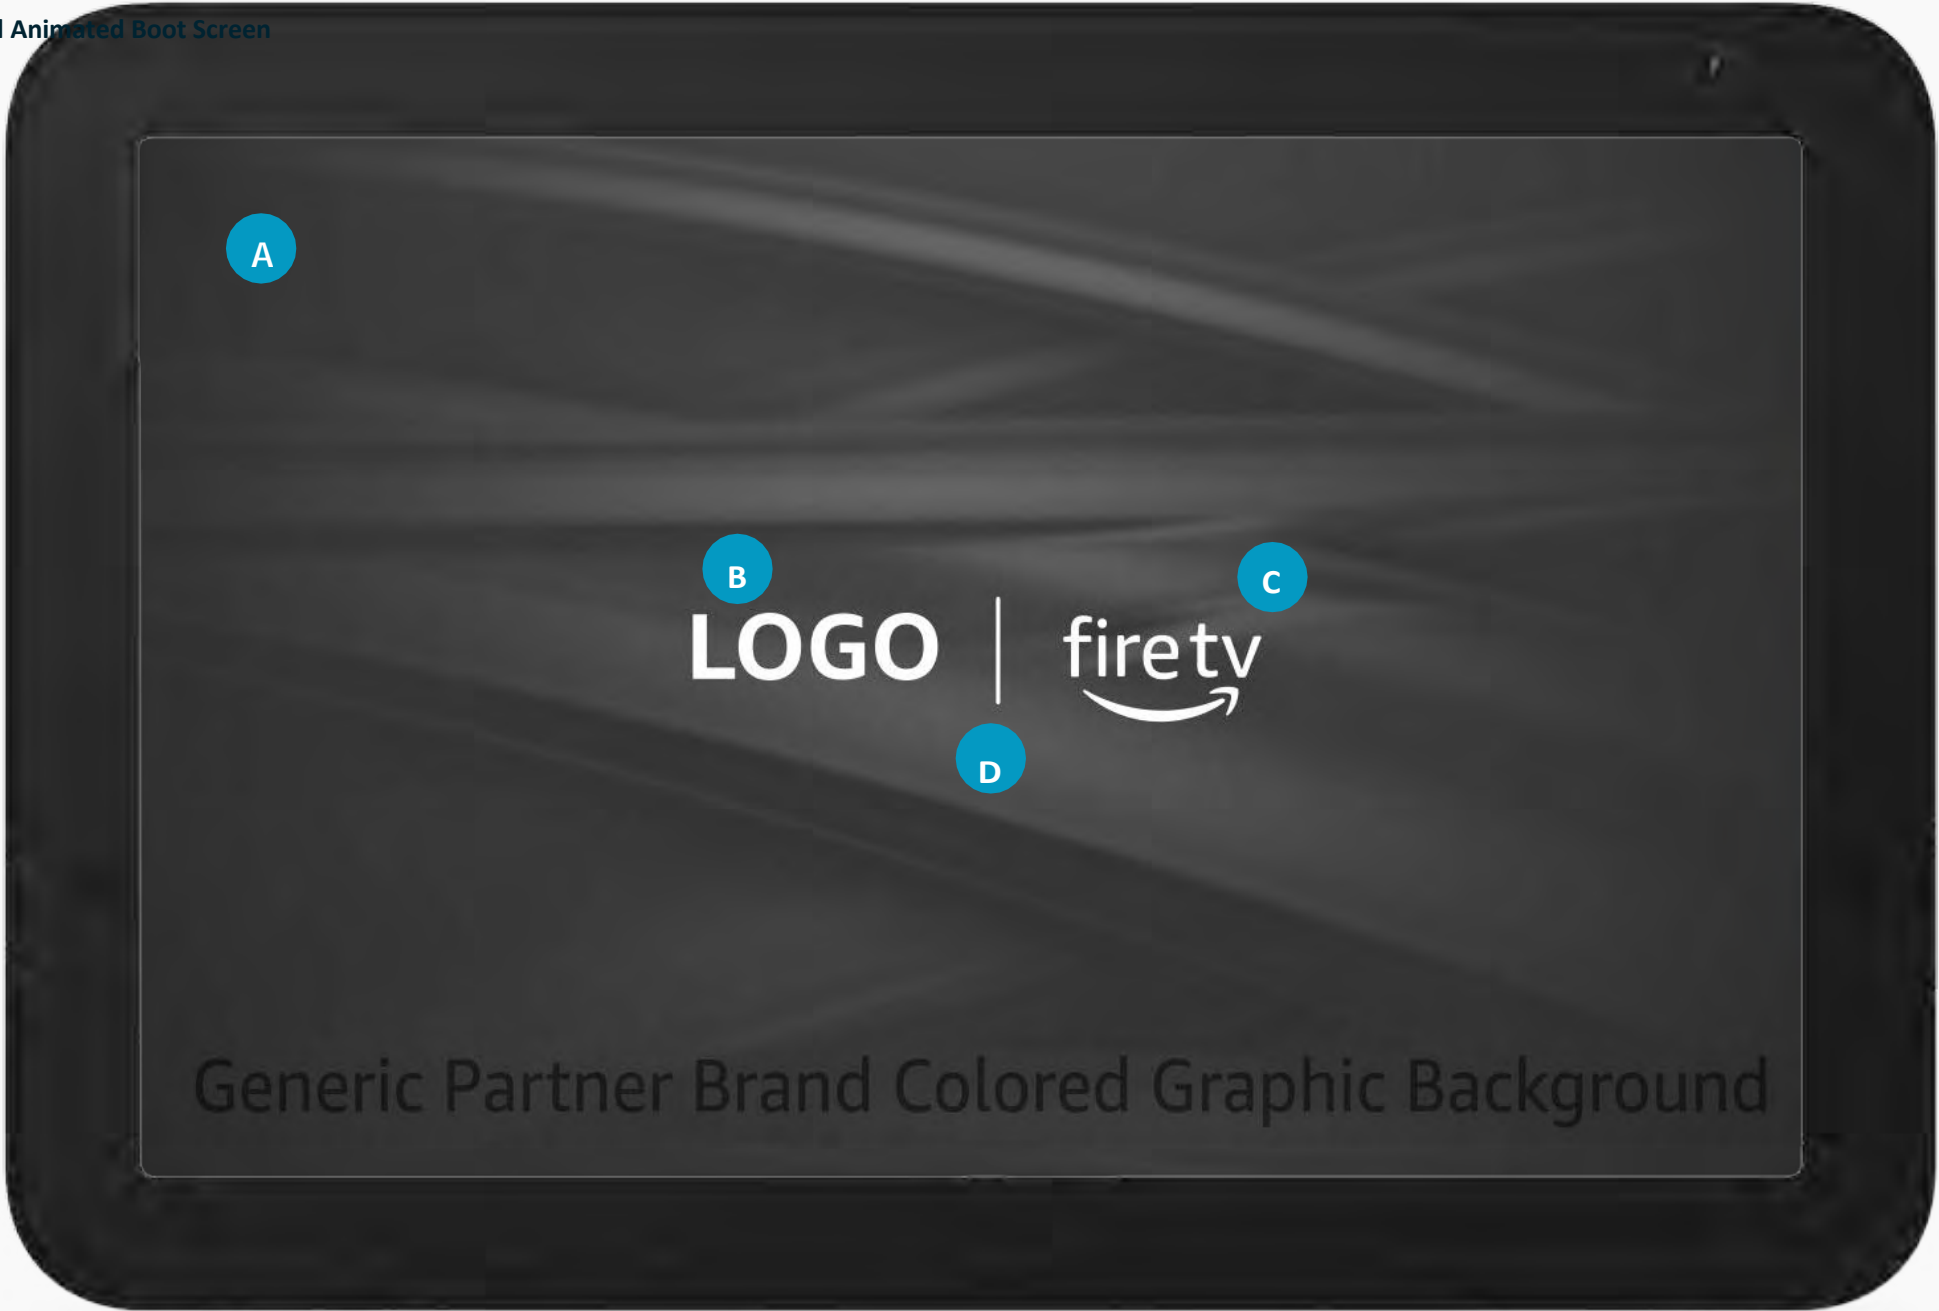 Animated Boot Screen
A
B
C
LOGO | fire tv
D
Generic Partner Brand Colored Graphic Background